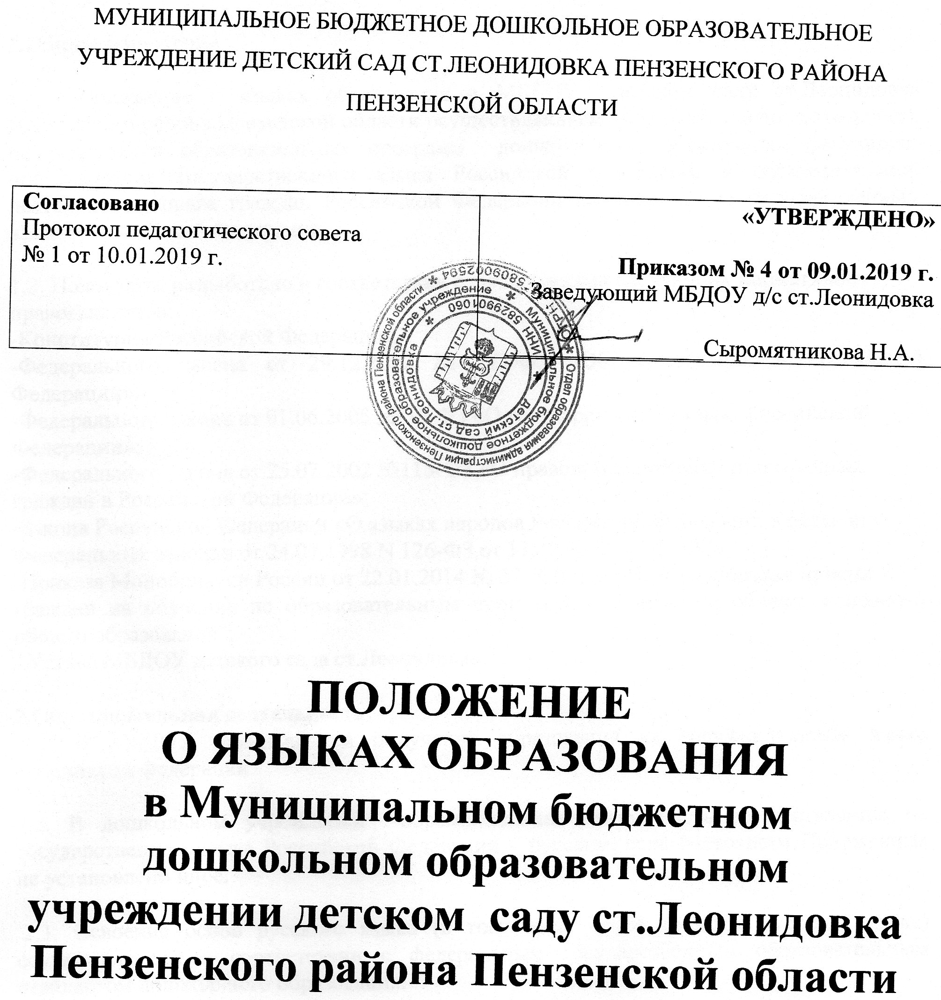 МУНИЦИПАЛЬНОЕ БЮДЖЕТНОЕ ДОШКОЛЬНОЕ ОБРАЗОВАТЕЛЬНОЕ
УЧРЕЖДЕНИЕ ДЕТСКИЙ САД СТ.ЛЕОНИДОВКА ПЕНЗЕНСКОГО РАЙОНА
ПЕНЗЕНСКОЙ ОБЛАСТИ
Согласовано
Протокол педагогического совета
№ 1 от 10.01.2019 г.
«УТВЕРЖДЕНО»
Приказом № 4 от 09.01.2019 г.
Заведующий МБДОУ д/с ст.Леонидовка
Сыромятникова Н.А.
Отдел образования администрации Пензенского района Пензенской области
Муниципальное бюджетное дошкольное образовательное учреждение
Детский сад ст.Леонидовка
ИНН 5829901060
ПОЛОЖЕНИЕ
О ЯЗЫКАХ ОБРАЗОВАНИЯ
в Муниципальном бюджетном
дошкольном образовательном
учреждении детском саду ст.Леонидовка
Пензенского района Пензенской области